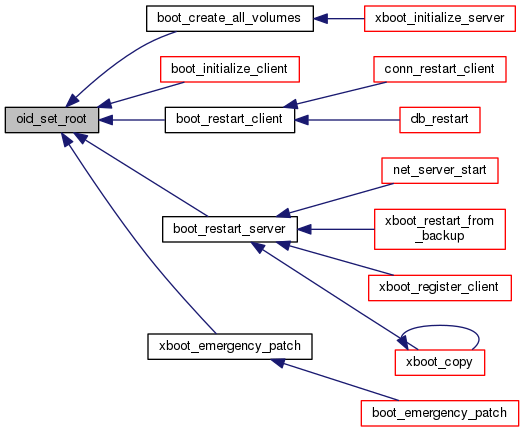 boot_create_all_volumes
xboot_initialize_server
boot_initialize_client
conn_restart_client
oid_set_root
boot_restart_client
db_restart
net_server_start
boot_restart_server
xboot_restart_from
_backup
xboot_register_client
xboot_emergency_patch
xboot_copy
boot_emergency_patch